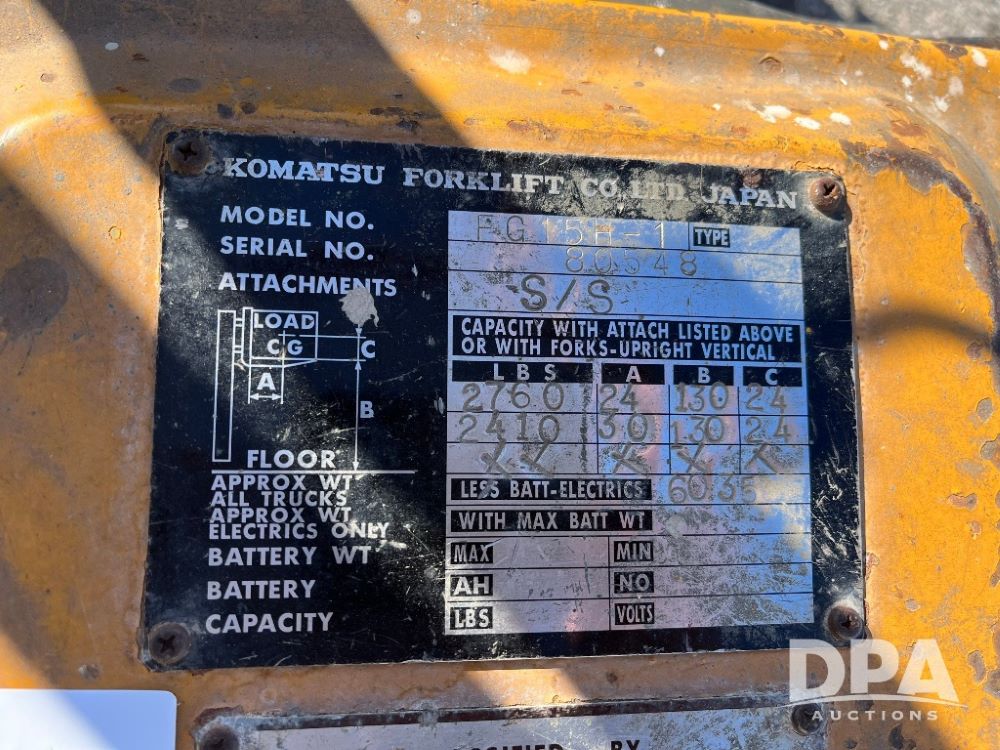 KOMATSU FORKLIFT CO. LTD. JAPAN
MODEL NO. FG15H-1 TYPE
SERIAL NO. 80548
ATTACHMENTS S/S
CAPACITY WITH ATTACH LISTED ABOVE
OR WITH FORKS-UPRIGHT VERTICAL
LOAD
CG
C
A
B
FLOOR
LBS A B C
2760 24 130 24
2410 30 130 24
XX X X X
APPROX WT
ALL TRUCKS
LESS BATT-ELECTRICS 6035
APPROX WT
ELECTRICS ONLY
WITH MAX BATT WT
BATTERY WT MAX MIN
BATTERY AH NO
CAPACITY LBS VOLTS
BY
DPA
AUCTIONS